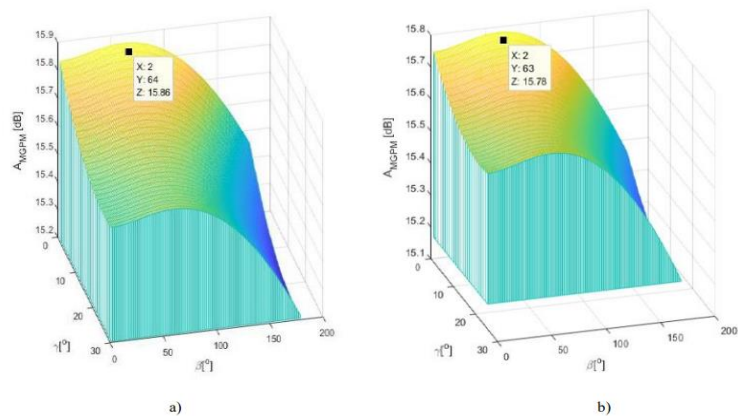 15.9
15.8
15.7
15.6
15.5
15.4
15.3
15.2
A_MGPM [dB]
X: 2
Y: 64
Z: 15.86
0
10
20
30
γ[°]
0
50
100
150
200
β[°]
a)
15.8
15.7
15.6
15.5
15.4
15.3
15.2
15.1
A_MGPM [dB]
X: 2
Y: 63
Z: 15.78
0
10
20
30
γ[°]
0
50
100
150
200
β[°]
b)